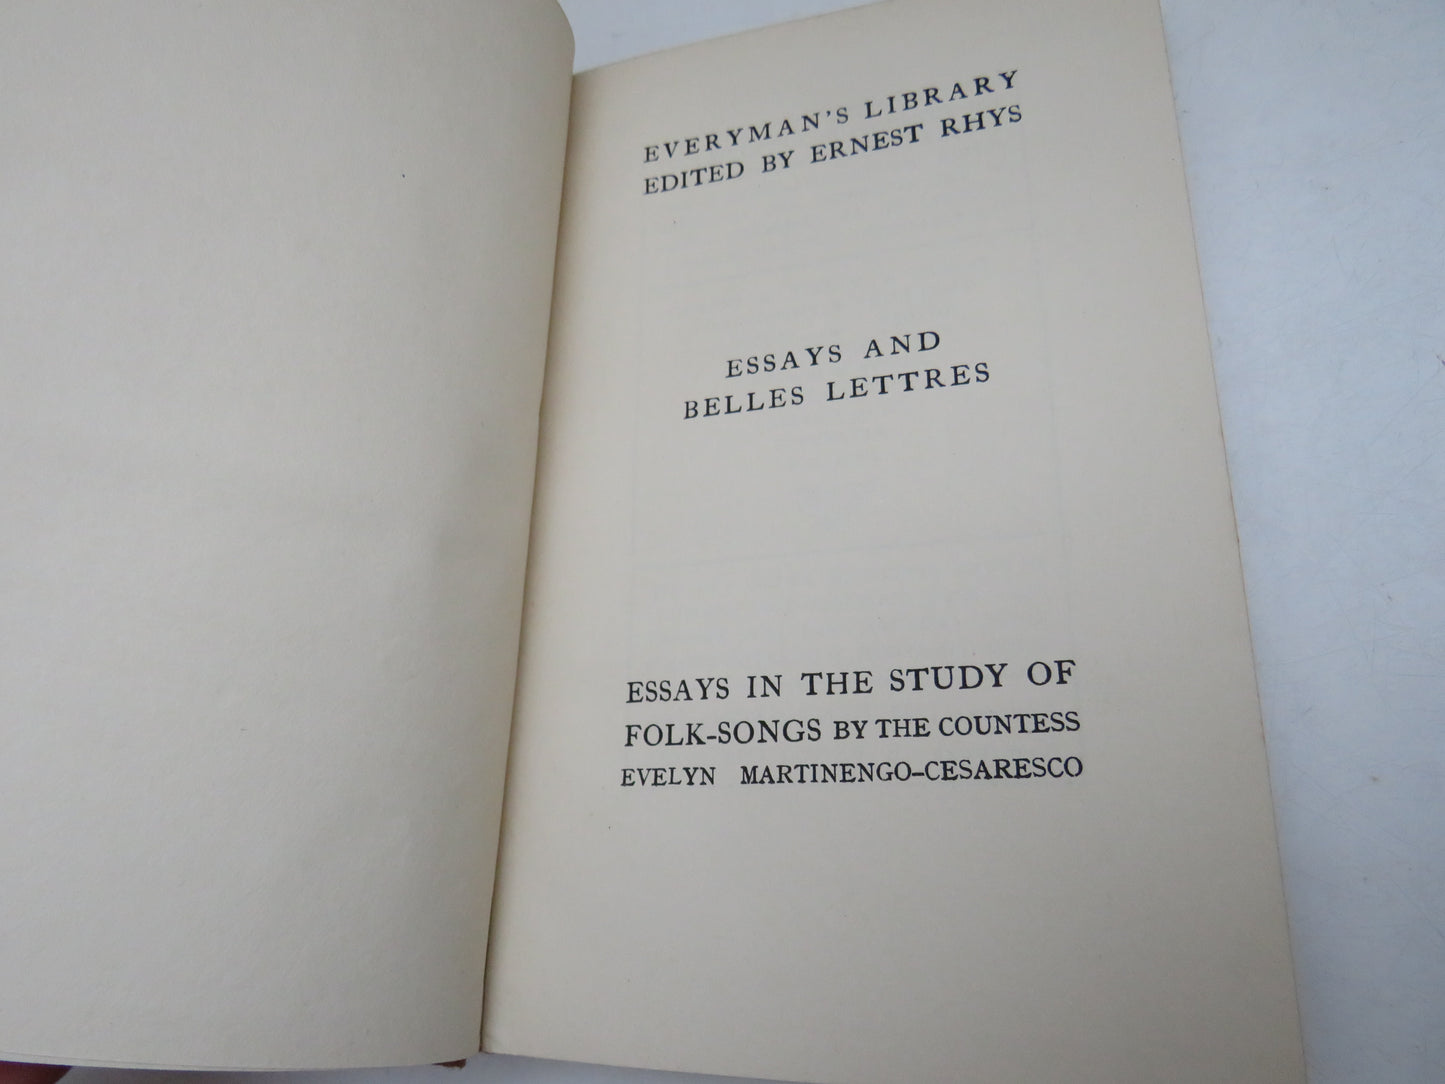 EVERYMAN'S LIBRARY
EDITED BY ERNEST RHYS
ESSAYS AND
BELLES LETTRES
ESSAYS IN THE STUDY OF
FOLK-SONGS BY THE COUNTESS
EVELYN MARTINENGO-CESARESCO